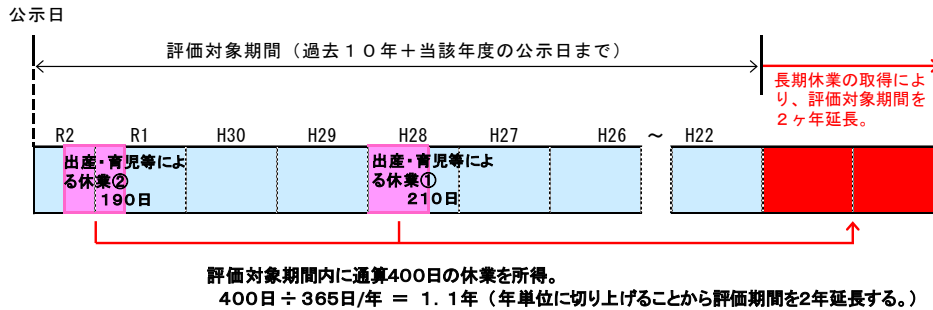 公示日
評価対象期間（過去１０年＋当該年度の公示日まで）
長期休業の取得によ
り、評価対象期間を
２ヶ年延長。
R2 R1 H30 H29 H28 H27 H26 ～ H22
出産・育児等によ
る休業②
190日
出産・育児等によ
る休業①
210日
評価対象期間内に通算400日の休業を所得。
400日÷365日/年 ＝ １.１年（年単位に切り上げることから評価期間を2年延長する。）